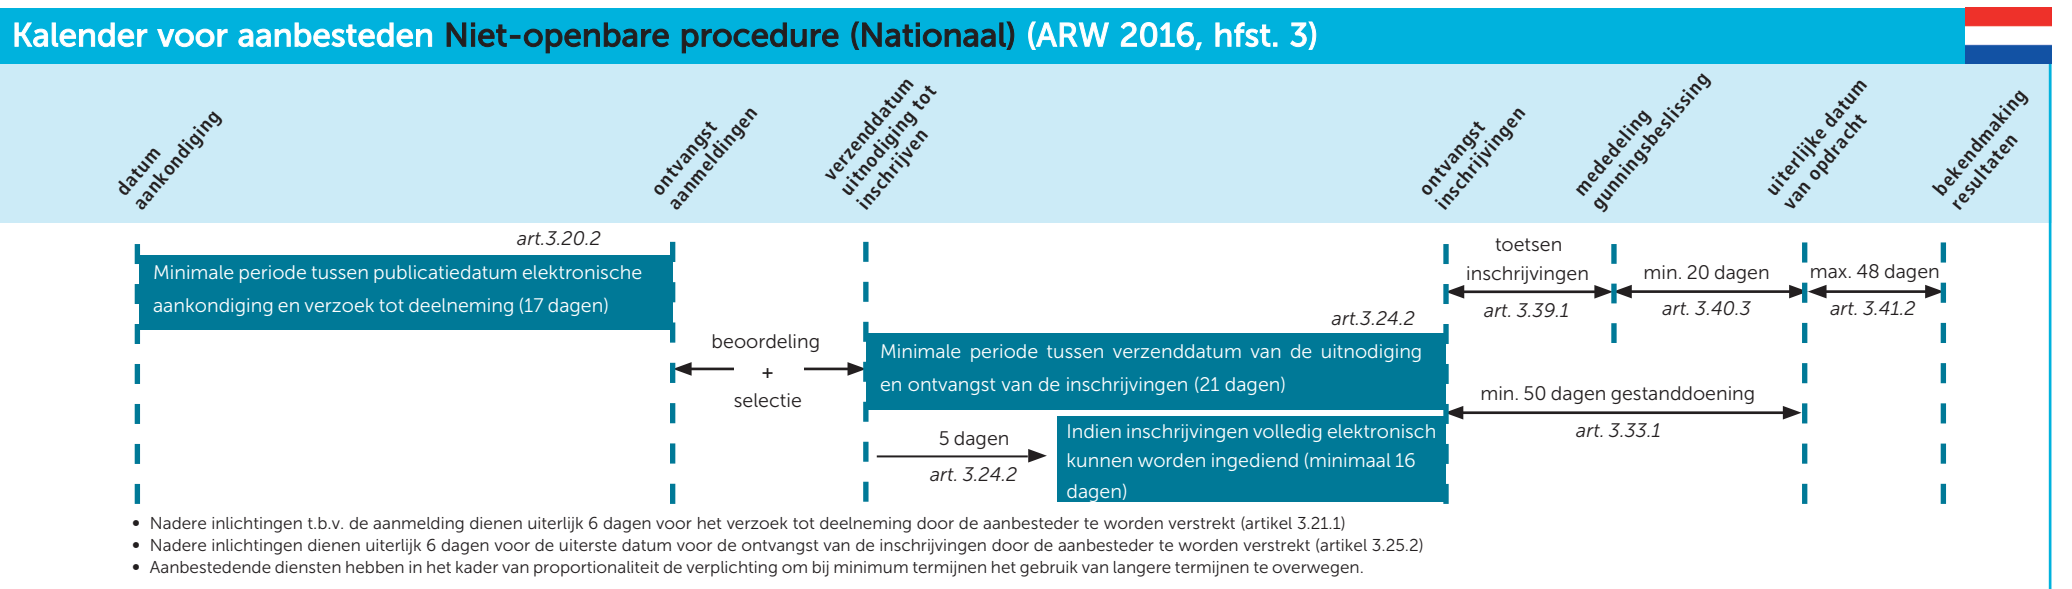 Kalender voor aanbesteden Niet-openbare procedure (Nationaal) (ARW 2016, hfst. 3)
datum
aankondiging
ontvangst
aanmeldingen
verzenddatum
uitnodiging tot
inschrijven
ontvangst
inschrijvingen
mededeling
gunningsbeslissing
uiterlijke datum
van opdracht
bekendmaking
resultaten
art.3.20.2
Minimale periode tussen publicatiedatum elektronische
aankondiging en verzoek tot deelneming (17 dagen)
beoordeling
+
selectie
art.3.24.2
Minimale periode tussen verzenddatum van de uitnodiging
en ontvangst van de inschrijvingen (21 dagen)
5 dagen
art. 3.24.2
Indien inschrijvingen volledig elektronisch
kunnen worden ingediend (minimaal 16
dagen)
toetsen
inschrijvingen
art. 3.39.1
min. 20 dagen
art. 3.40.3
max. 48 dagen
art. 3.41.2
min. 50 dagen gestanddoening
art. 3.33.1
• Nadere inlichtingen t.b.v. de aanmelding dienen uiterlijk 6 dagen voor het verzoek tot deelneming door de aanbesteder te worden verstrekt (artikel 3.21.1)
• Nadere inlichtingen dienen uiterlijk 6 dagen voor de uiterste datum voor de ontvangst van de inschrijvingen door de aanbesteder te worden verstrekt (artikel 3.25.2)
• Aanbestedende diensten hebben in het kader van proportionaliteit de verplichting om bij minimum termijnen het gebruik van langere termijnen te overwegen.